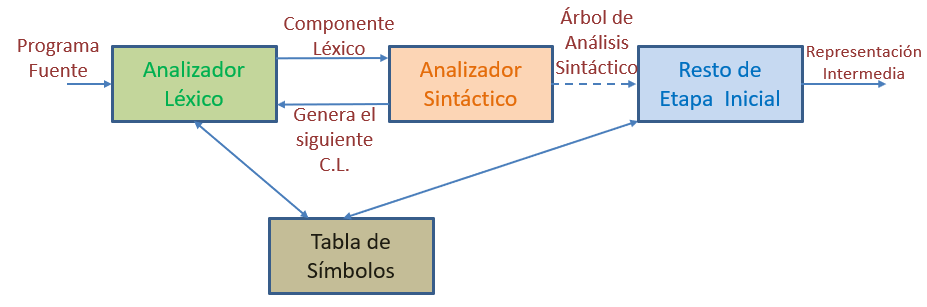 Programa
Fuente
Analizador
Léxico
Componente
Léxico
Genera el
siguiente
C.L.
Analizador
Sintáctico
Árbol de
Análisis
Sintáctico
Resto de
Etapa Inicial
Representación
Intermedia
Tabla de
Símbolos